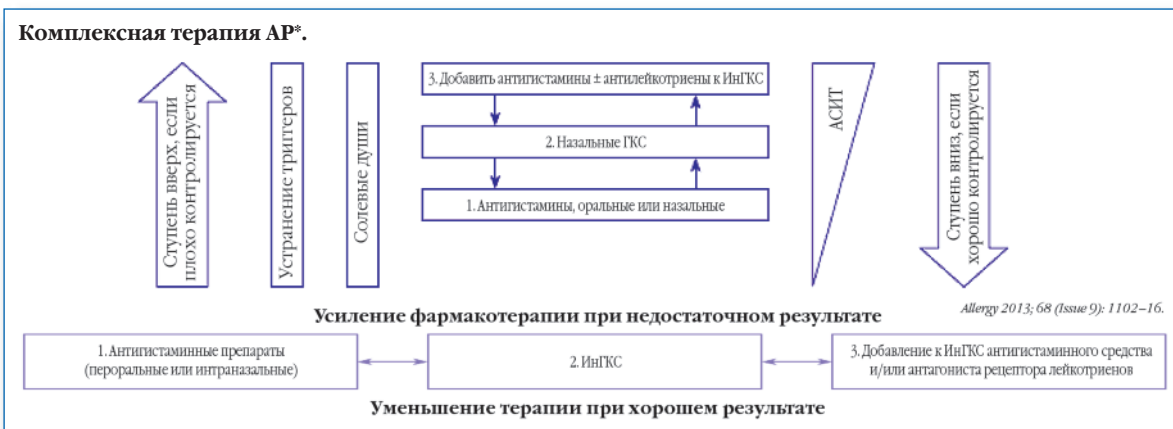 Комплексная терапия АР*.
Ступень вверх, если
плохо контролируется
Устранение триггеров
Солевые души
3. Добавить антигистамины ± антилейкотриены к ИнГКС
2. Назальные ГКС
1. Антигистамины, оральные или назальные
АСИТ
Ступень вниз, если
хорошо контролируется
Allergy 2013; 68 (Issue 9): 1102–16.
Усиление фармакотерапии при недостаточном результате
1. Антигистаминные препараты
(пероральные или интраназальные)
2. ИнГКС
3. Добавление к ИнГКС антигистаминного средства
и/или антагониста рецептора лейкотриенов
Уменьшение терапии при хорошем результате